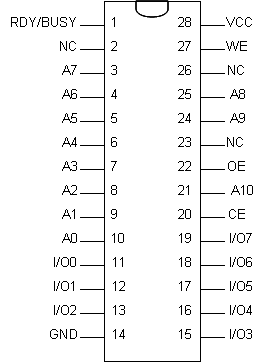 RDY/BUSY 1 28 VCC
NC 2 27 WE
A7 3 26 NC
A6 4 25 A8
A5 5 24 A9
A4 6 23 NC
A3 7 22 OE
A2 8 21 A10
A1 9 20 CE
A0 10 19 I/O7
I/O0 11 18 I/O6
I/O1 12 17 I/O5
I/O2 13 16 I/O4
GND 14 15 I/O3